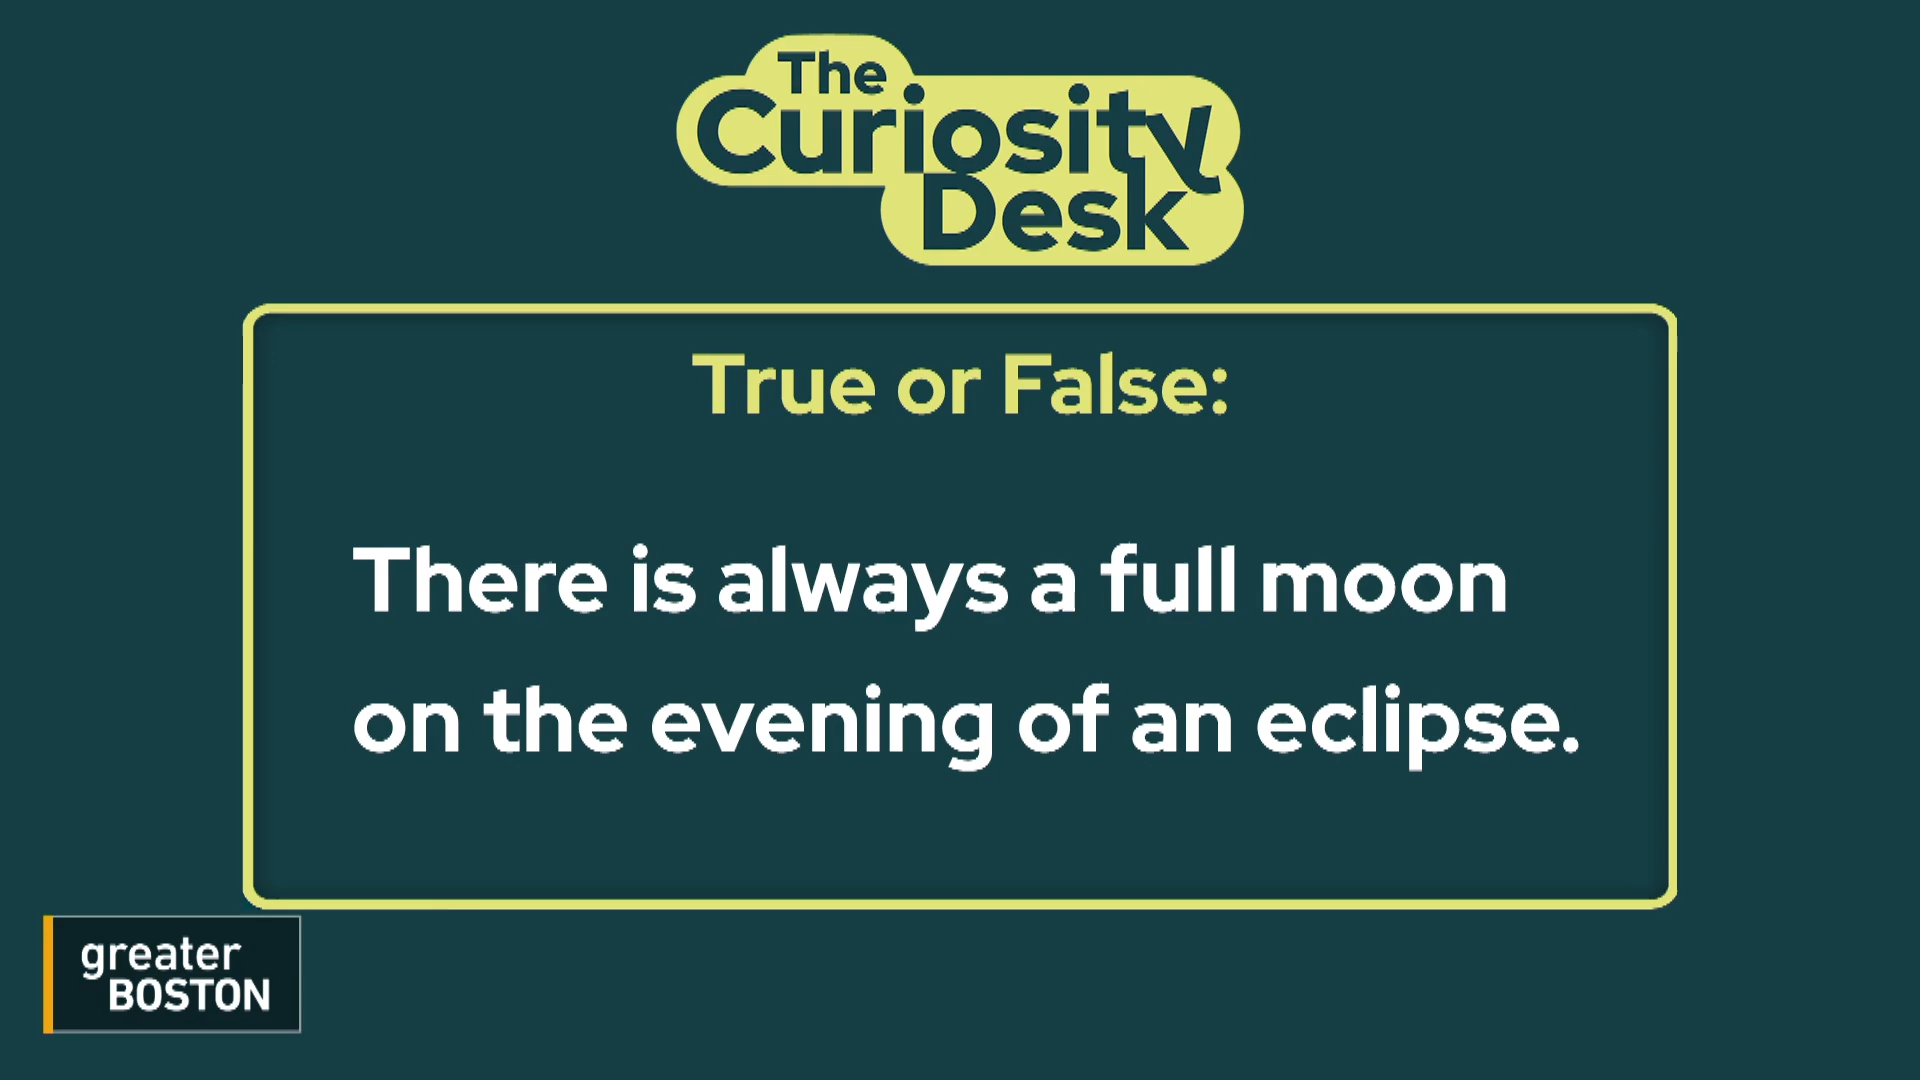 The
Curiosity
Desk
True or False:
There is always a full moon
on the evening of an eclipse.
greater
BOSTON